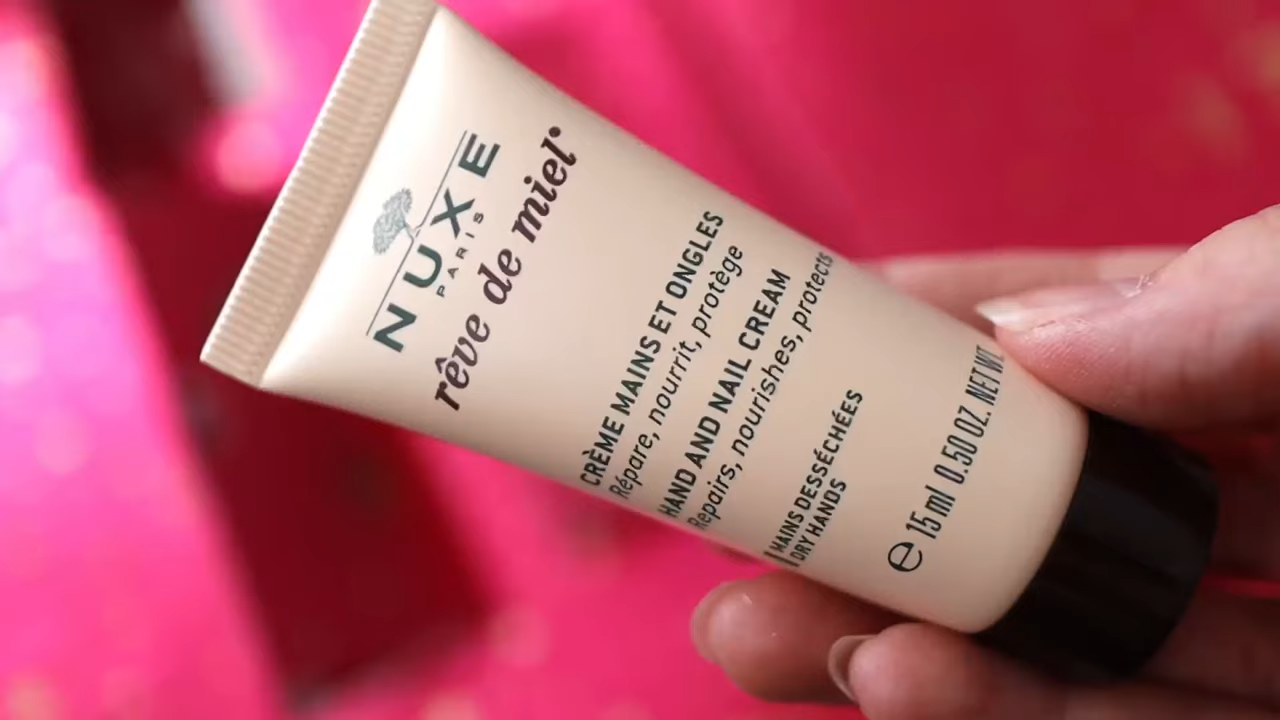 NUXE
PARIS
rêve de miel®
CRÈME MAINS ET ONGLES
Répare, nourrit, protège
HAND AND NAIL CREAM
Repairs, nourishes, protects
MAINS DESSÉCHÉES
DRY HANDS
℮ 15 ml 0.50 OZ. NET WT.